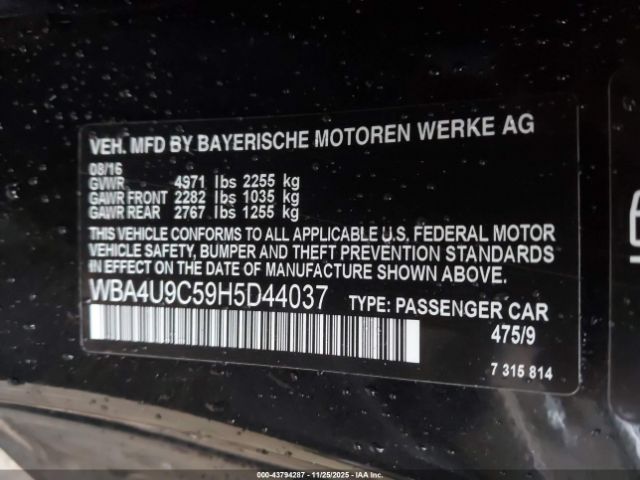 VEH. MFD BY BAYERISCHE MOTOREN WERKE AG
08/16
GVWR 4971 lbs 2255 kg
GAWR FRONT 2282 lbs 1035 kg
GAWR REAR 2767 lbs 1255 kg
THIS VEHICLE CONFORMS TO ALL APPLICABLE U.S. FEDERAL MOTOR
VEHICLE SAFETY, BUMPER AND THEFT PREVENTION STANDARDS
IN EFFECT ON THE DATE OF MANUFACTURE SHOWN ABOVE.
WBA4U9C59H5D44037 TYPE: PASSENGER CAR
475/9
7 315 814
000-43794287 - 11/25/2025 - IAAI.CA